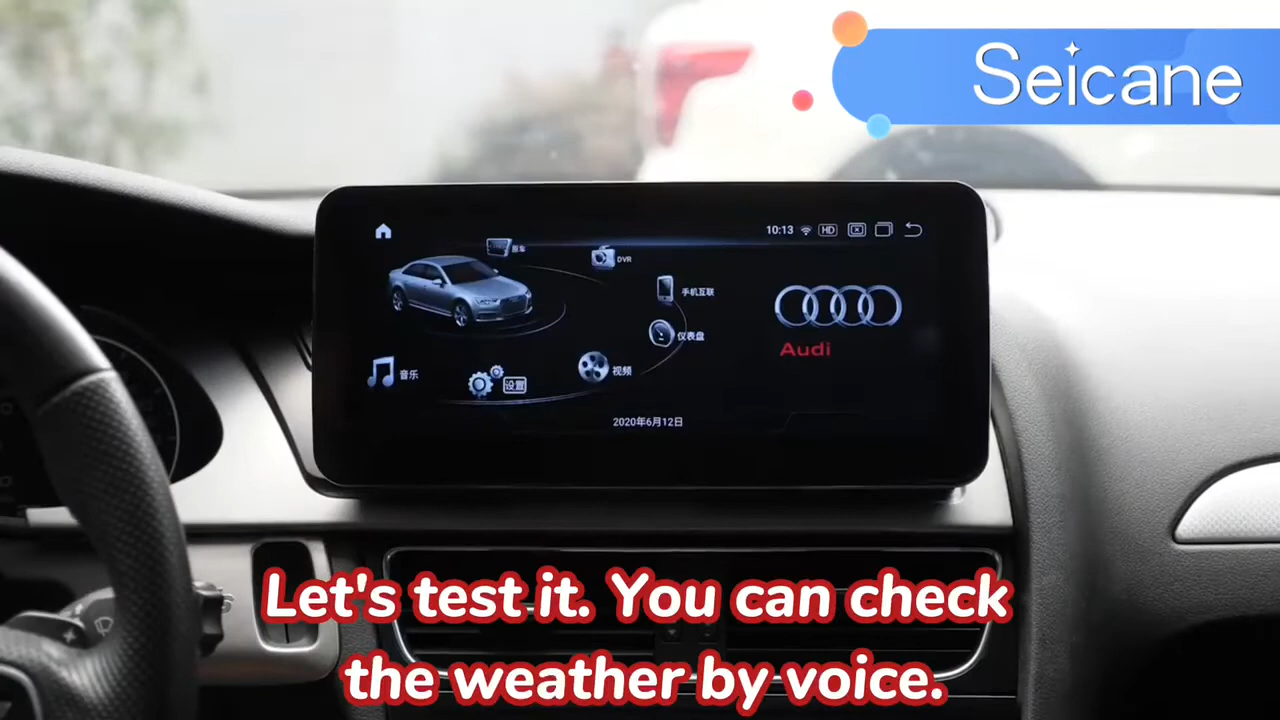 Seicane
10:13
HD
DVR
手机互联
Audi
仪表盘
音乐
设置
视频
2020年6月12日
Let's test it. You can check
the weather by voice.